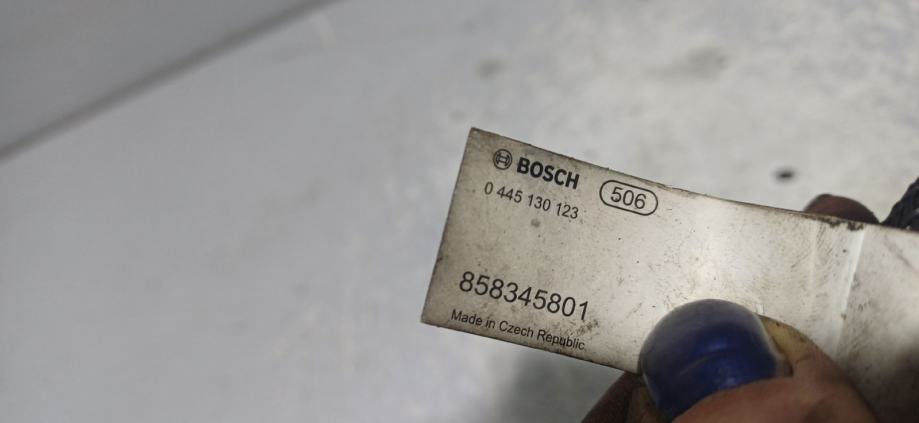 BOSCH 506
0 445 130 123
858345801
Made in Czech Republic